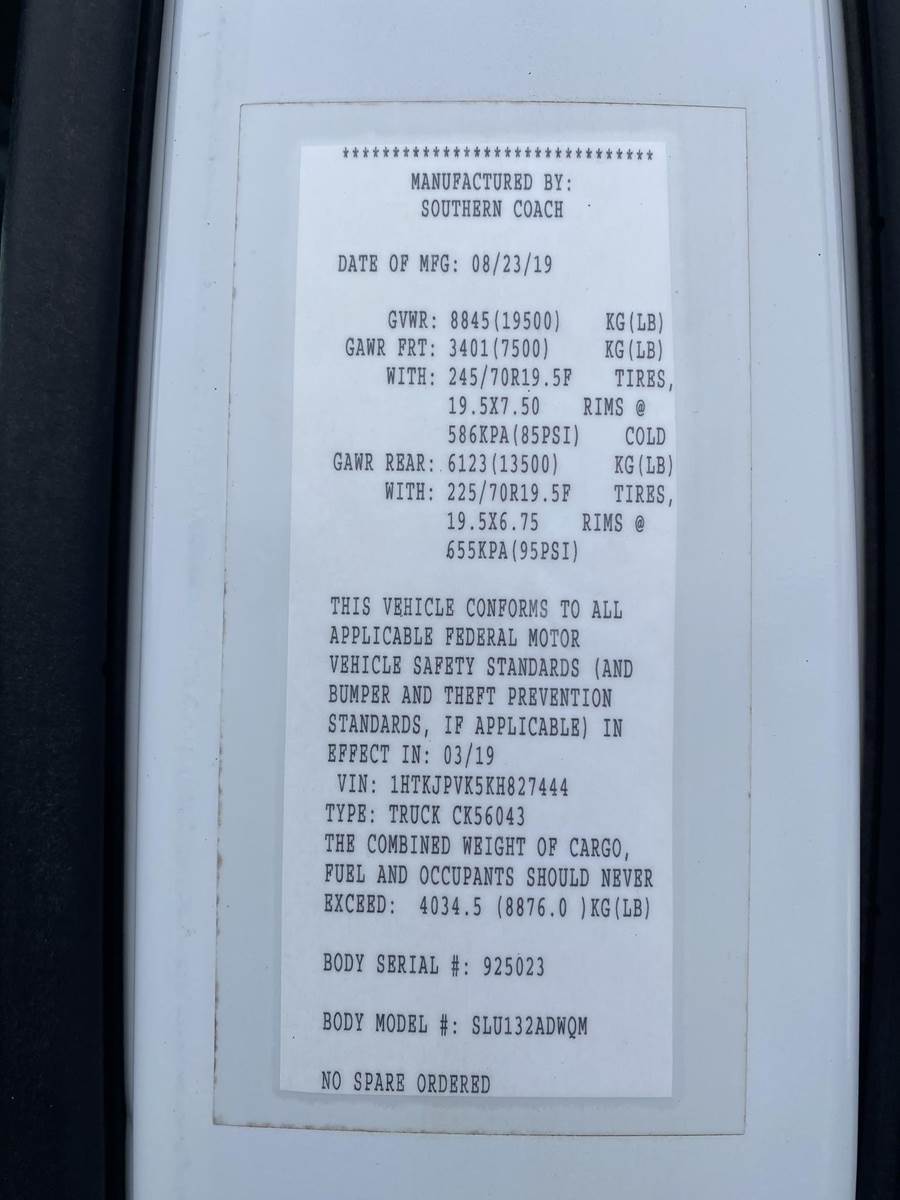 *******************************
MANUFACTURED BY:
SOUTHERN COACH
DATE OF MFG: 08/23/19
GVWR: 8845(19500) KG(LB)
GAWR FRT: 3401(7500) KG(LB)
WITH: 245/70R19.5F TIRES,
19.5X7.50 RIMS @
586KPA(85PSI) COLD
GAWR REAR: 6123(13500) KG(LB)
WITH: 225/70R19.5F TIRES,
19.5X6.75 RIMS @
655KPA(95PSI)
THIS VEHICLE CONFORMS TO ALL
APPLICABLE FEDERAL MOTOR
VEHICLE SAFETY STANDARDS (AND
BUMPER AND THEFT PREVENTION
STANDARDS, IF APPLICABLE) IN
EFFECT IN: 03/19
VIN: 1HTKJPVK5KH827444
TYPE: TRUCK CK56043
THE COMBINED WEIGHT OF CARGO,
FUEL AND OCCUPANTS SHOULD NEVER
EXCEED: 4034.5 (8876.0 )KG(LB)
BODY SERIAL #: 925023
BODY MODEL #: SLU132ADWQM
NO SPARE ORDERED